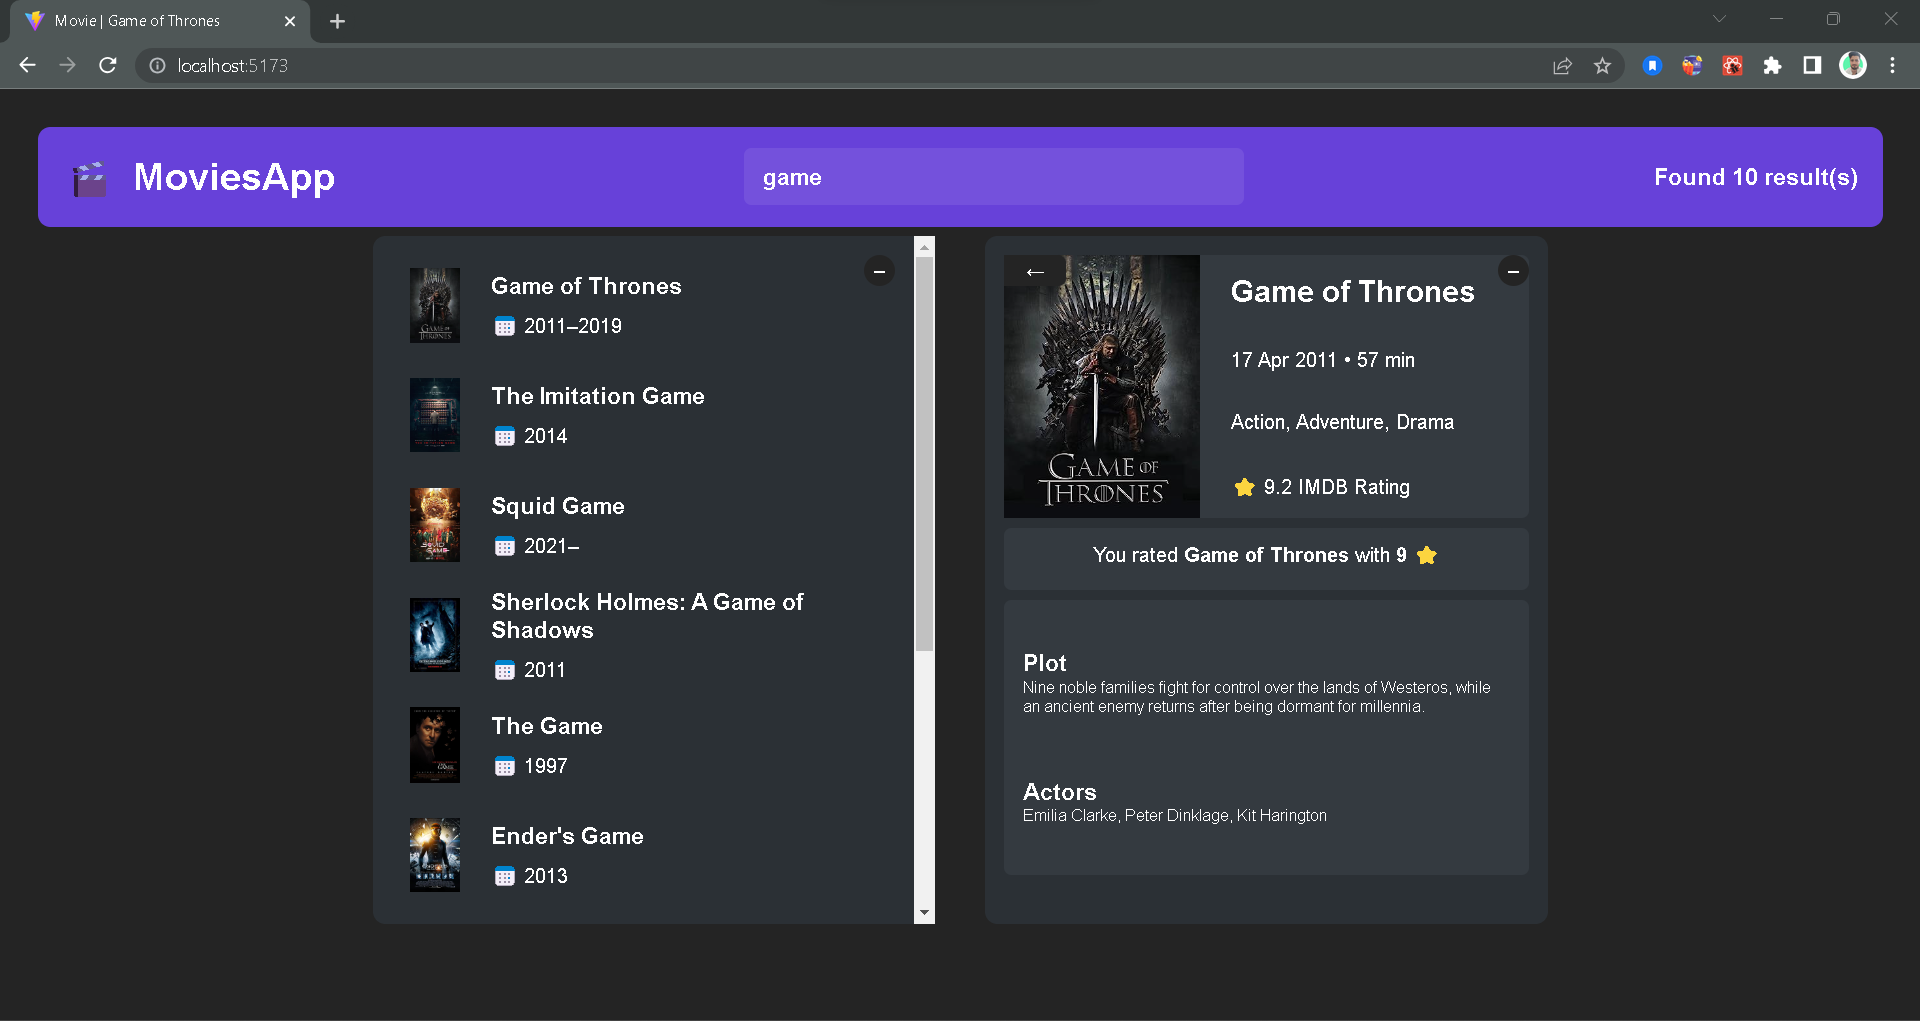 Movie | Game of Thrones
localhost:5173
MoviesApp
game
Found 10 result(s)
Game of Thrones
2011–2019
The Imitation Game
2014
Squid Game
2021–
Sherlock Holmes: A Game of
Shadows
2011
The Game
1997
Ender's Game
2013
←
GAME OF
THRONES
Game of Thrones
17 Apr 2011 • 57 min
Action, Adventure, Drama
9.2 IMDB Rating
You rated Game of Thrones with 9
Plot
Nine noble families fight for control over the lands of Westeros, while
an ancient enemy returns after being dormant for millennia.
Actors
Emilia Clarke, Peter Dinklage, Kit Harington